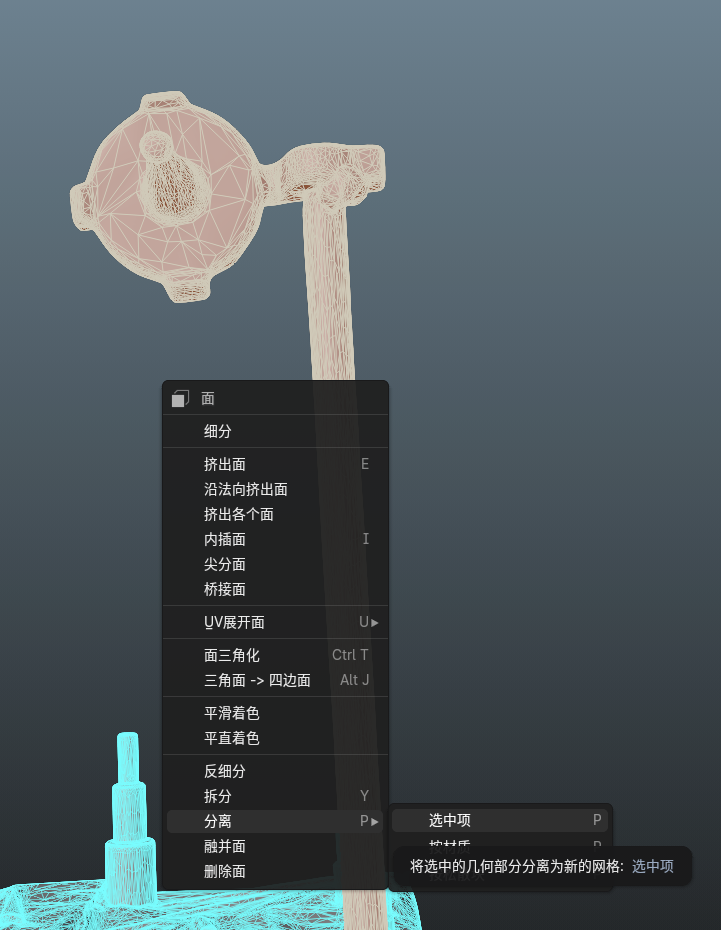 面
细分
挤出面 E
沿法向挤出面
挤出各个面
内插面 I
尖分面
桥接面
UV展开面 U
面三角化 Ctrl T
三角面 -> 四边面 Alt J
平滑着色
平直着色
反细分
拆分 Y
分离 P
选中项 P
按材质 P
融并面
将选中的几何部分分离为新的网格: 选中项
删除面